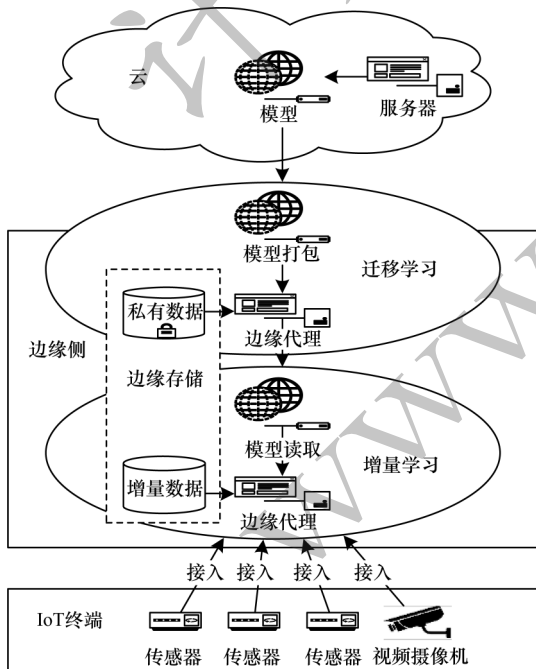 云
模型
服务器
模型打包
迁移学习
私有数据
边缘代理
边缘侧
边缘存储
模型读取
增量学习
增量数据
边缘代理
接入 接入 接入 接入
IoT终端
传感器 传感器 传感器 视频摄像机